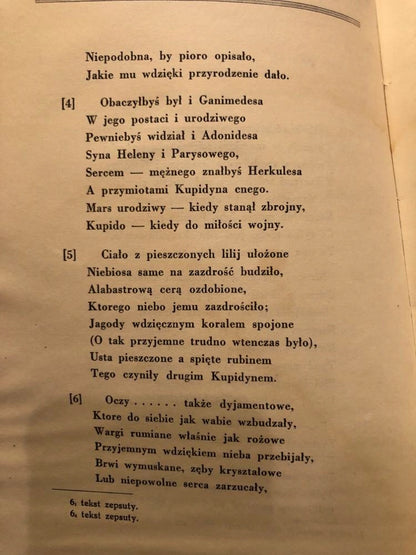 Niepodobna, by pioro opisało,
Jakie mu wdzięki przyrodzenie dało.
[4] Obaczyłbyś był i Ganimedesa
W jego postaci i urodziwego
Pewniebyś widział i Adonidesa
Syna Heleny i Parysowego,
Sercem — mężnego znałbyś Herkulesa
A przymiotami Kupidyna cnego.
Mars urodziwy — kiedy stanął zbrojny,
Kupido — kiedy do miłości wojny.
[5] Ciało z pieszczonych lilij ułożone
Niebiosa same na zazdrość budziło,
Alabastrową cerą ozdobione,
Ktorego niebo jemu zazdrościło;
Jagody wdzięcznym koralem spojone
(O tak przyjemne trudno wtenczas było),
Usta pieszczone a spięte rubinem
Tego czyniły drugim Kupidynem.
[6] Oczy ...... także dyjamentowe,
Ktore do siebie jak wabie wzbudzały,
Wargi rumiane właśnie jak rożowe
Przyjemnym wdziękiem nieba przebijały,
Brwi wymuskane, zęby kryształowe
Lub niepowolne serca zarzucały,
6, tekst zepsuty.
6, tekst zepsuty.